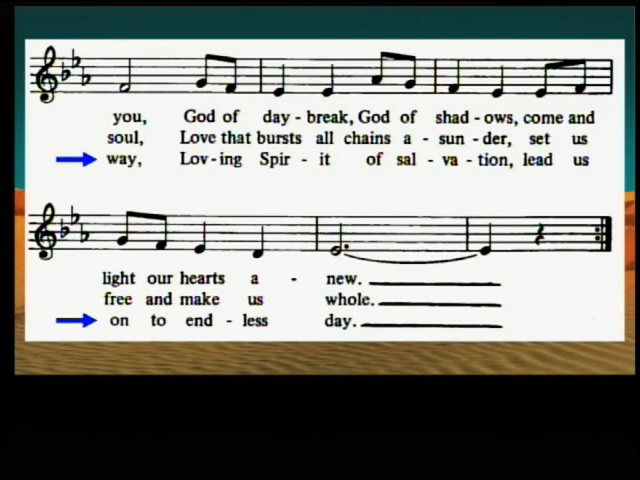 you, God of day - break, God of shad - ows, come and
soul, Love that bursts all chains a - sun - der, set us
way, Lov - ing Spir - it of sal - va - tion, lead us
light our hearts a - new.
free and make us whole.
on to end - less day.